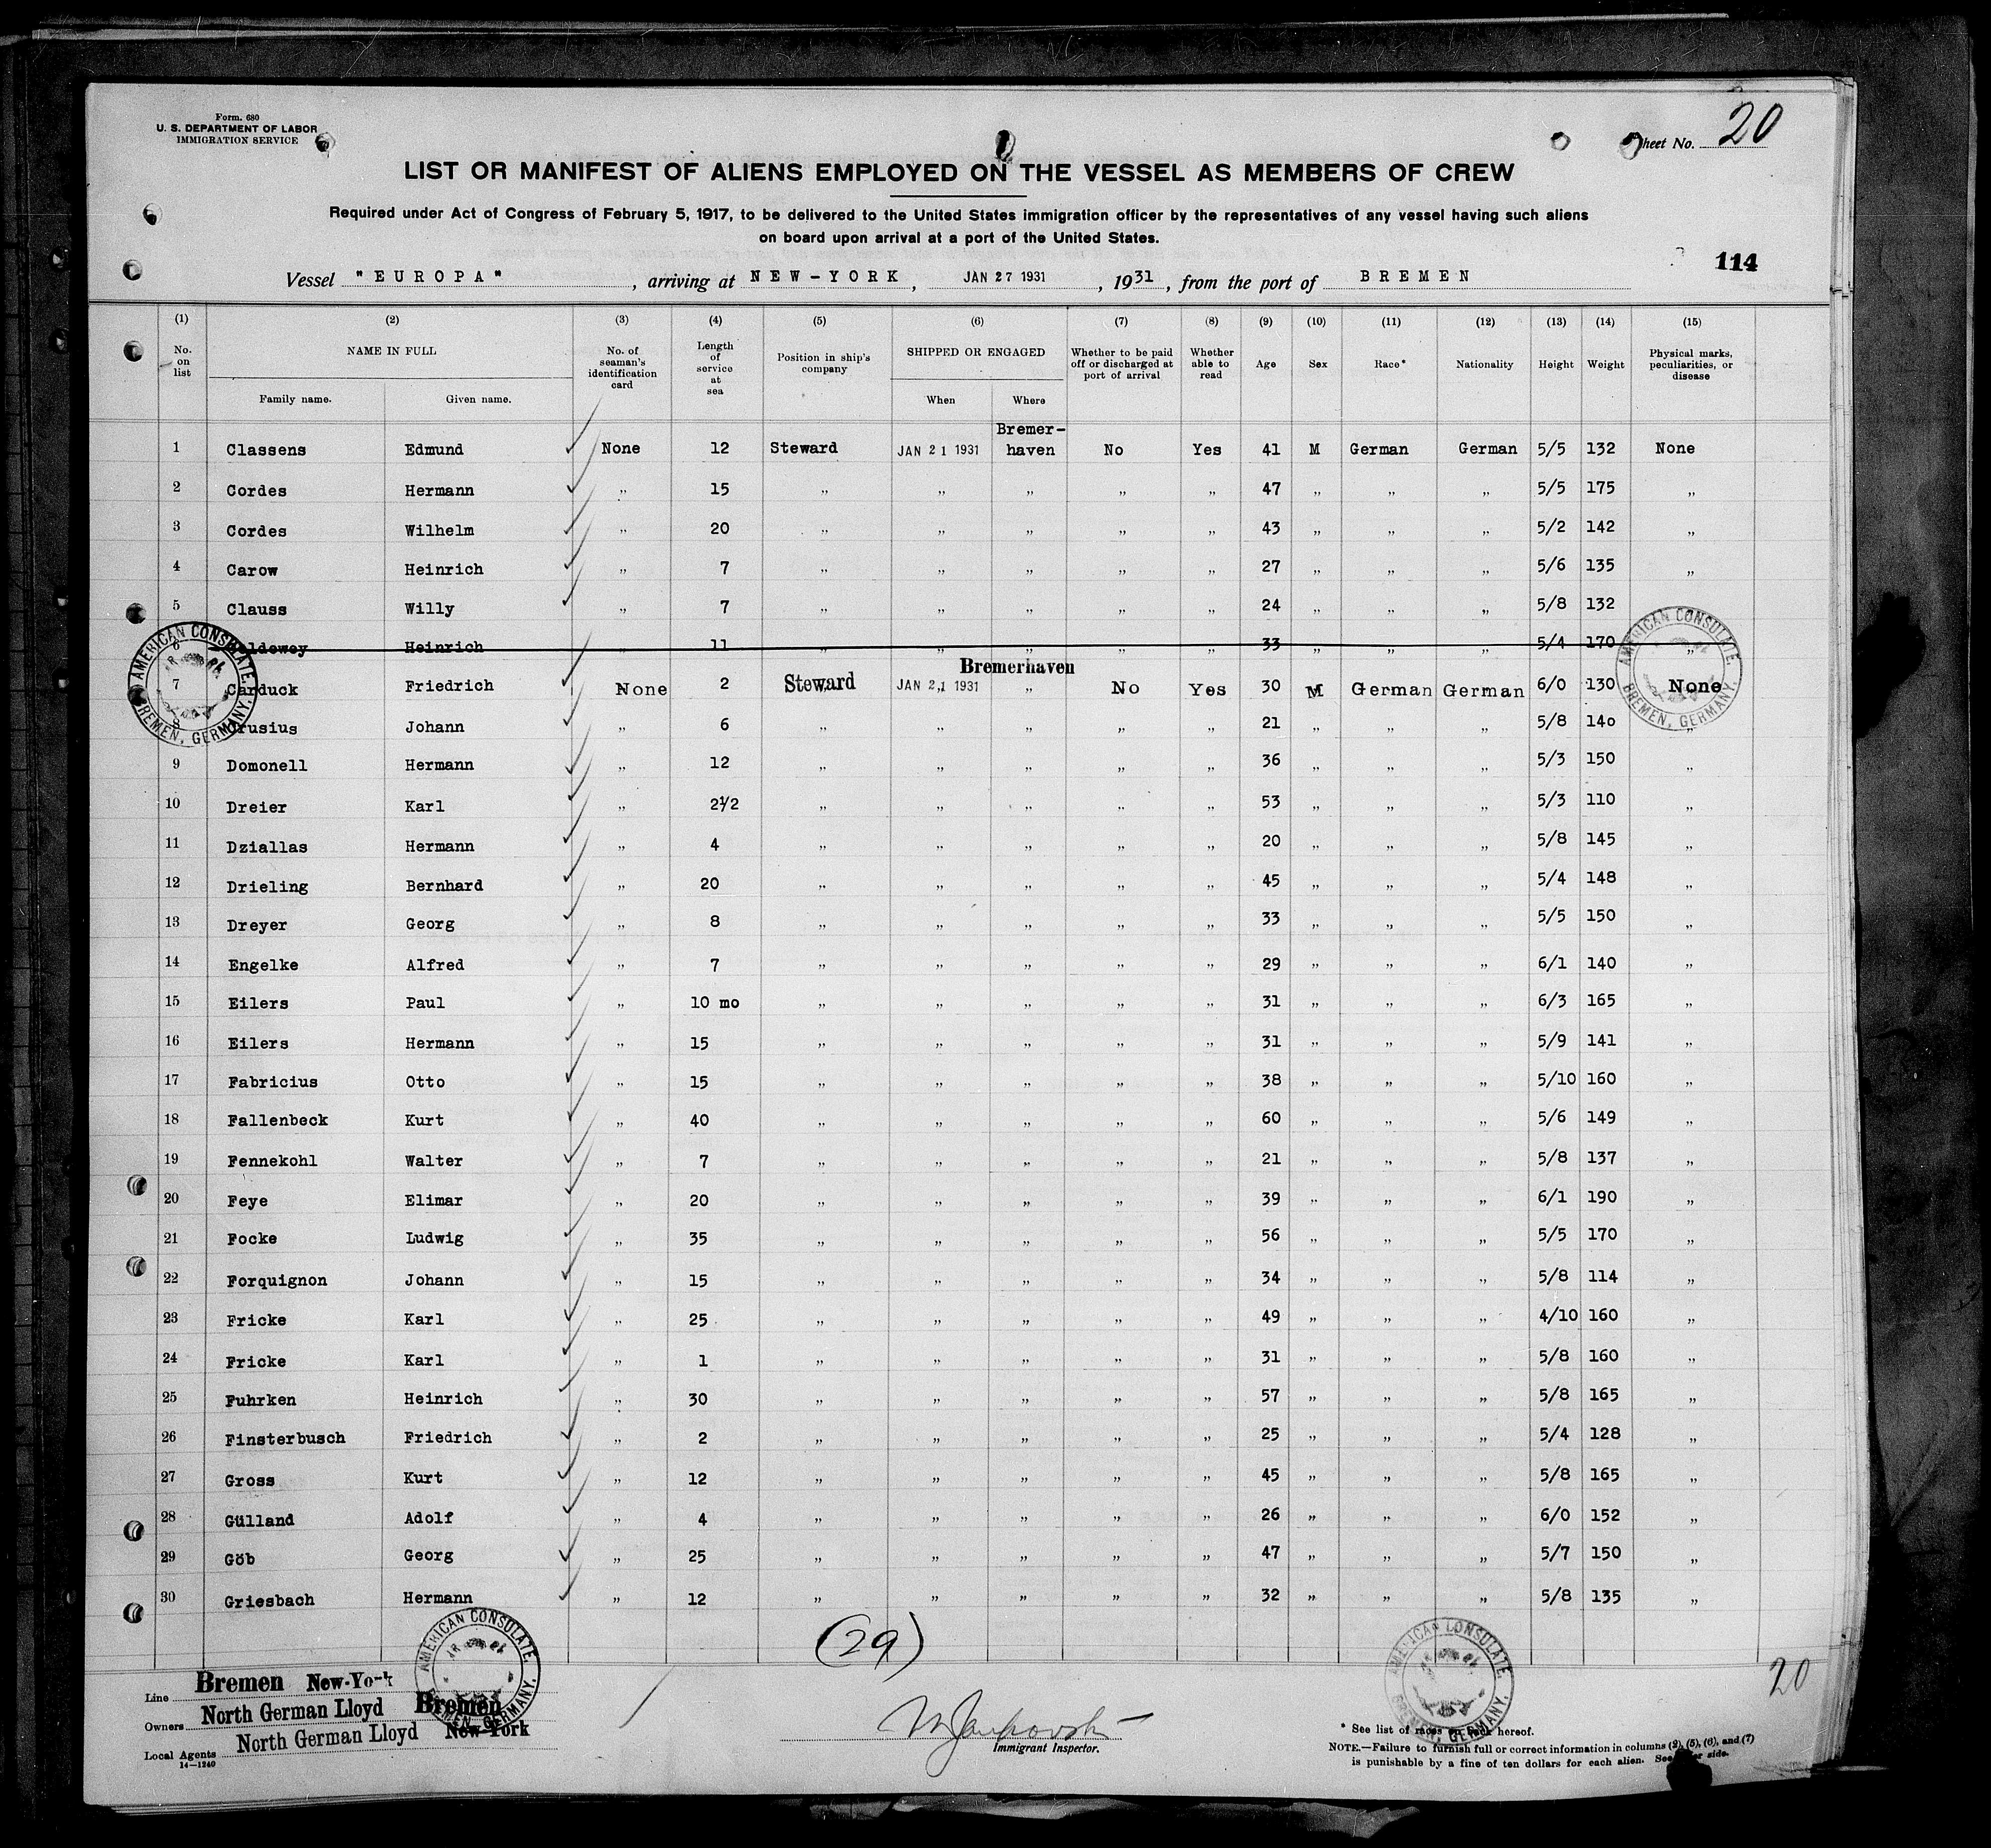 Form. 680
U. S. DEPARTMENT OF LABOR
IMMIGRATION SERVICE
Sheet No. 20
LIST OR MANIFEST OF ALIENS EMPLOYED ON THE VESSEL AS MEMBERS OF CREW
Required under Act of Congress of February 5, 1917, to be delivered to the United States immigration officer by the representatives of any vessel having such aliens
on board upon arrival at a port of the United States.
114
Vessel "EUROPA", arriving at NEW-YORK, JAN 27 1931, 1931, from the port of BREMEN
(1) (2) (3) (4) (5) (6) (7) (8) (9) (10) (11) (12) (13) (14) (15)
No. on list NAME IN FULL Family name. Given name. No. of seaman's identification card Length of service at sea Position in ship's company SHIPPED OR ENGAGED When Where Whether to be paid off or discharged at port of arrival Whether able to read Age Sex Race* Nationality Height Weight Physical marks, peculiarities, or disease
1 Classens Edmund None 12 Steward JAN 21 1931 Bremer-haven No Yes 41 M German German 5/5 132 None
2 Cordes Hermann " 15 " " " " " 47 " " " 5/5 175 "
3 Cordes Wilhelm " 20 " " " " " 43 " " " 5/2 142 "
4 Carow Heinrich " 7 " " " " " 27 " " " 5/6 135 "
5 Clauss Willy " 7 " " " " " 24 " " " 5/8 132 "
6 Heinrich " 11 " " " " " 33 " " " 5/4 170 "
Bremerhaven
7 Carduck Friedrich None 2 Steward JAN 21 1931 " No Yes 30 M German German 6/0 130 None
8 Crusius Johann " 6 " " " " " 21 " " " 5/8 140 "
9 Domonell Hermann " 12 " " " " " 36 " " " 5/3 150 "
10 Dreier Karl " 2½ " " " " " 53 " " " 5/3 110 "
11 Dziallas Hermann " 4 " " " " " 20 " " " 5/8 145 "
12 Drieling Bernhard " 20 " " " " " 45 " " " 5/4 148 "
13 Dreyer Georg " 8 " " " " " 33 " " " 5/5 150 "
14 Engelke Alfred " 7 " " " " " 29 " " " 6/1 140 "
15 Eilers Paul " 10 mo " " " " " 31 " " " 6/3 165 "
16 Eilers Hermann " 15 " " " " " 31 " " " 5/9 141 "
17 Fabricius Otto " 15 " " " " " 38 " " " 5/10 160 "
18 Fallenbeck Kurt " 40 " " " " " 60 " " " 5/6 149 "
19 Fennekohl Walter " 7 " " " " " 21 " " " 5/8 137 "
20 Feye Elimar " 20 " " " " " 39 " " " 6/1 190 "
21 Focke Ludwig " 35 " " " " " 56 " " " 5/5 170 "
22 Forquignon Johann " 15 " " " " " 34 " " " 5/8 114 "
23 Fricke Karl " 25 " " " " " 49 " " " 4/10 160 "
24 Fricke Karl " 1 " " " " " 31 " " " 5/8 160 "
25 Fuhrken Heinrich " 30 " " " " " 57 " " " 5/8 165 "
26 Finsterbusch Friedrich " 2 " " " " " 25 " " " 5/4 128 "
27 Gross Kurt " 12 " " " " " 45 " " " 5/8 165 "
28 Gülland Adolf " 4 " " " " " 26 " " " 6/0 152 "
29 Göb Georg " 25 " " " " " 47 " " " 5/7 150 "
30 Griesbach Hermann " 12 " " " " " 32 " " " 5/8 135 "
AMERICAN CONSULATE. BREMEN, GERMANY.
AMERICAN CONSULATE. BREMEN, GERMANY.
(29)
AMERICAN CONSULATE. BREMEN, GERMANY.
AMERICAN CONSULATE. BREMEN, GERMANY.
20
Line Bremen New-York
Owners North German Lloyd Bremen
Local Agents North German Lloyd New-York
14—1240
Immigrant Inspector.
* See list of races on back hereof.
NOTE.—Failure to furnish full or correct information in columns (2), (5), (6), and (7)
is punishable by a fine of ten dollars for each alien. See other side.